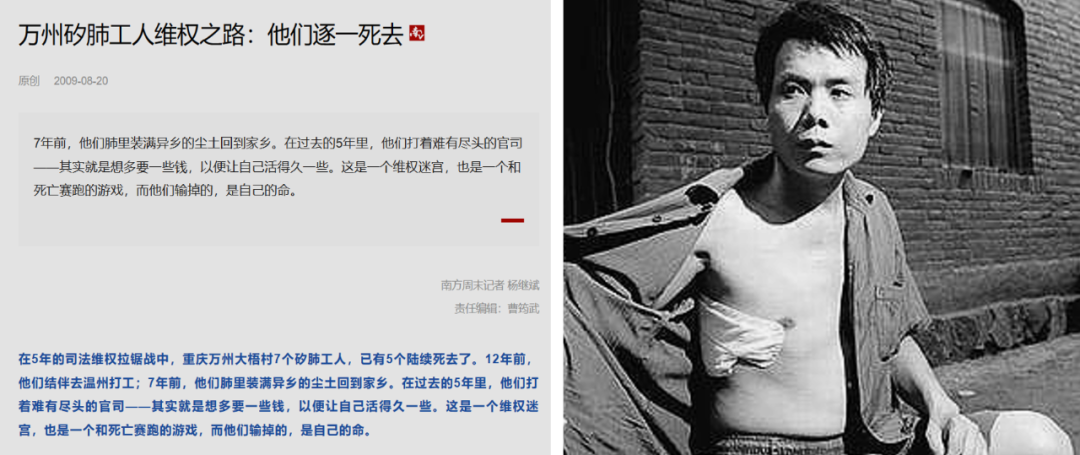 万州矽肺工人维权之路：他们逐一死去
原创 2009-08-20
7年前，他们肺里装满异乡的尘土回到家乡。在过去的5年里，他们打着难有尽头的官司
——其实就是想多要一些钱，以便让自己活得久一些。这是一个维权迷宫，也是一个和
死亡赛跑的游戏，而他们输掉的，是自己的命。
南方周末记者 杨继斌
责任编辑：曹筠武
在5年的司法维权拉锯战中，重庆万州大梧村7个矽肺工人，已有5个陆续死去了。12年前，
他们结伴去温州打工；7年前，他们肺里装满异乡的尘土回到家乡。在过去的5年里，他们打
着难有尽头的官司——其实就是想多要一些钱，以便让自己活得久一些。这是一个维权迷
宫，也是一个和死亡赛跑的游戏，而他们输掉的，是自己的命。